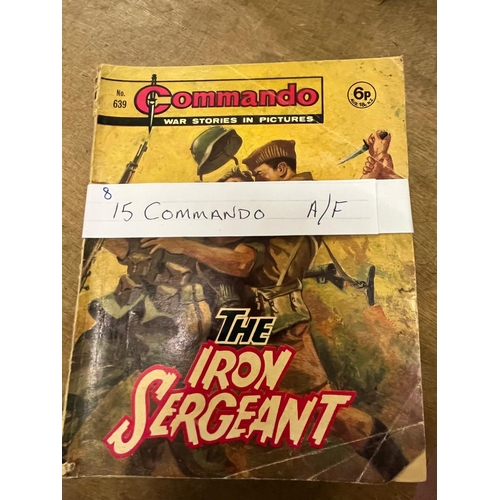 No.
639
Commando
WAR STORIES IN PICTURES
6p
8
15 COMMANDO A/F
THE
IRON
SERGEANT